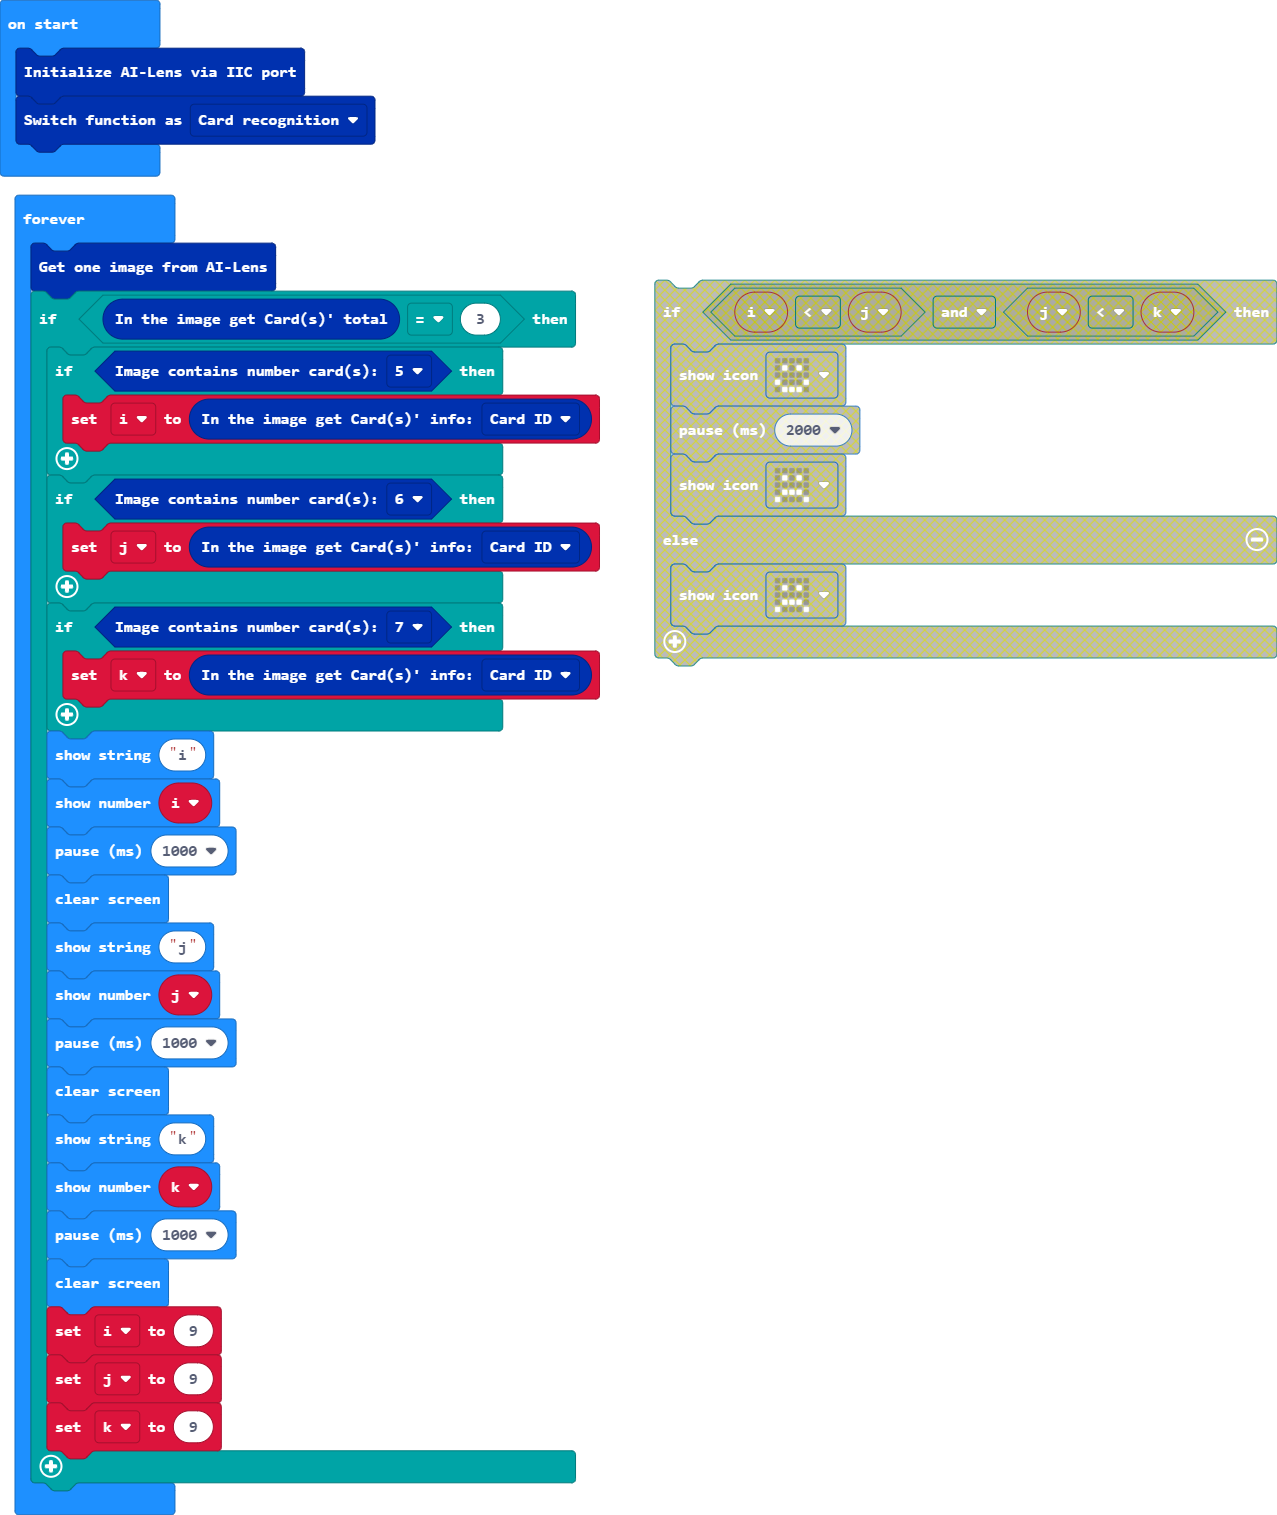 on start
Initialize AI-Lens via IIC port
Switch function as Card recognition
forever
Get one image from AI-Lens
if In the image get Card(s)' total = 3 then
if Image contains number card(s): 5 then
set i to In the image get Card(s)' info: Card ID
if Image contains number card(s): 6 then
set j to In the image get Card(s)' info: Card ID
if Image contains number card(s): 7 then
set k to In the image get Card(s)' info: Card ID
show string "i"
show number i
pause (ms) 1000
clear screen
show string "j"
show number j
pause (ms) 1000
clear screen
show string "k"
show number k
pause (ms) 1000
clear screen
set i to 9
set j to 9
set k to 9
if i < j and j < k then
show icon
pause (ms) 2000
show icon
else
show icon